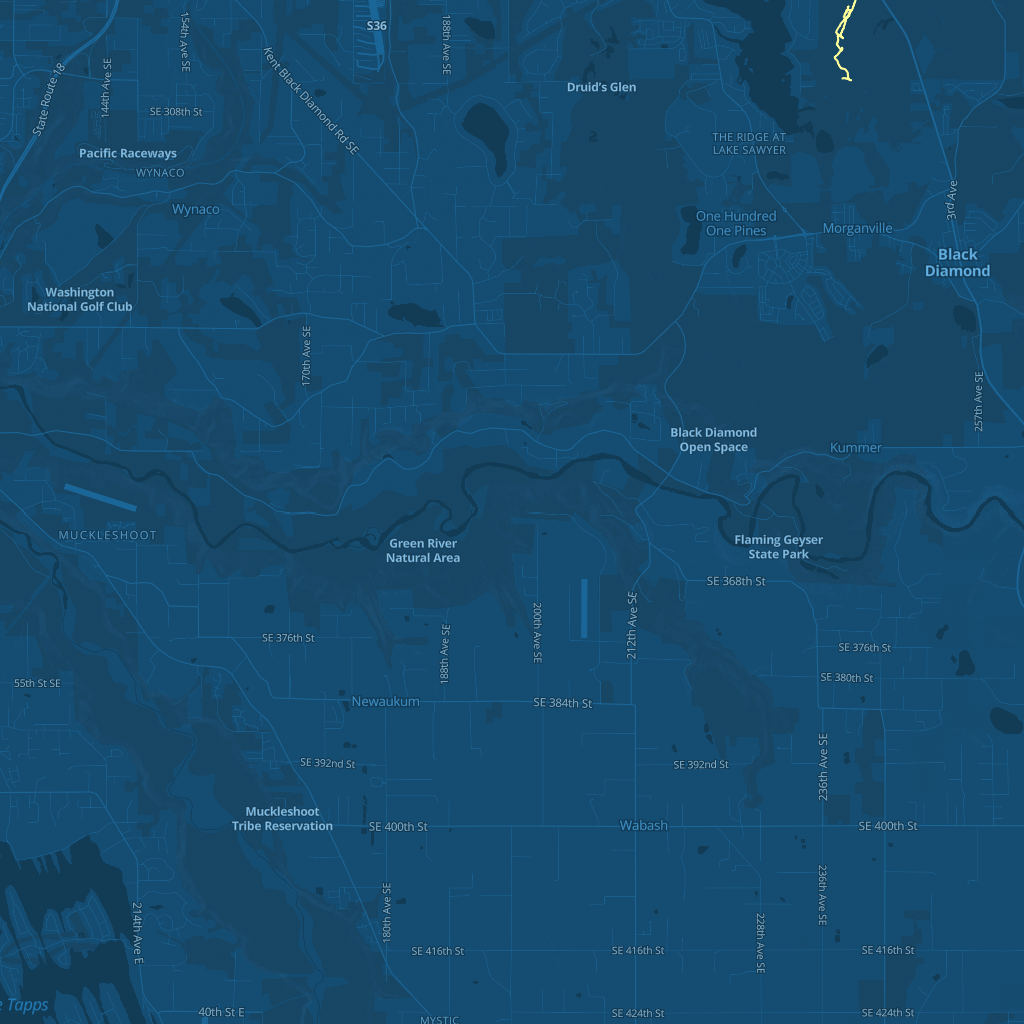 S36
154th Ave SE
188th Ave SE
State Route 18
144th Ave SE
Kent Black Diamond Rd SE
Druid's Glen
SE 308th St
THE RIDGE AT
LAKE SAWYER
Pacific Raceways
WYNACO
3rd Ave
Wynaco
One Hundred
One Pines
Morganville
Black
Diamond
Washington
National Golf Club
170th Ave SE
257th Ave SE
Black Diamond
Open Space
Kummer
MUCKLESHOOT
Green River
Natural Area
Flaming Geyser
State Park
SE 368th St
200th Ave SE
212th Ave SE
188th Ave SE
SE 376th St
SE 376th St
55th St SE
SE 380th St
Newaukum
SE 384th St
236th Ave SE
SE 392nd St
SE 392nd St
Muckleshoot
Tribe Reservation
SE 400th St
Wabash
SE 400th St
236th Ave SE
180th Ave SE
214th Ave E
228th Ave SE
SE 416th St
SE 416th St
SE 416th St
e Tapps
40th St E
MYSTIC
SE 424th St
SE 424th St